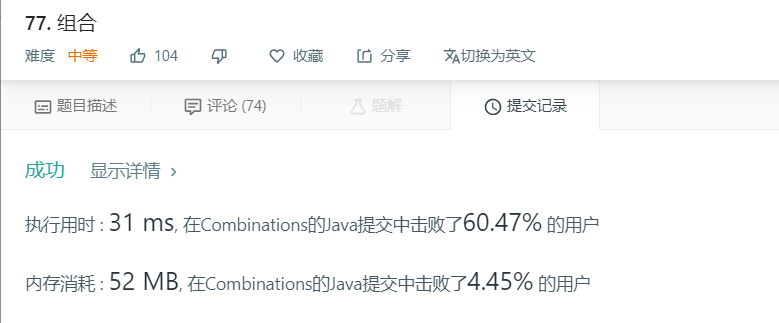 77. 组合
难度 中等 104 收藏 分享 切换为英文
题目描述 评论 (74) 题解 提交记录
成功 显示详情 ›
执行用时 : 31 ms, 在Combinations的Java提交中击败了60.47% 的用户
内存消耗 : 52 MB, 在Combinations的Java提交中击败了4.45% 的用户